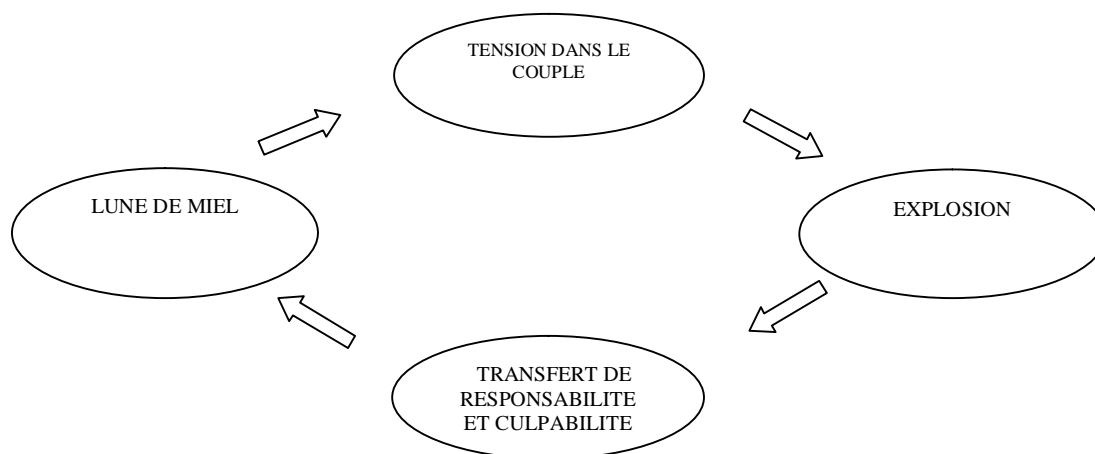 TENSION DANS LE
COUPLE
LUNE DE MIEL
EXPLOSION
TRANSFERT DE
RESPONSABILITE
ET CULPABILITE